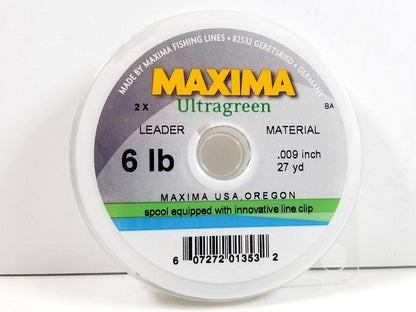 MADE BY MAXIMA FISHING LINES • 82532 GERETSRIED • GERMANY
MAXIMA
2 X Ultragreen BA
LEADER MATERIAL
6 lb .009 inch
27 yd
MAXIMA USA, OREGON
spool equipped with innovative line clip
6 07272 01353 2